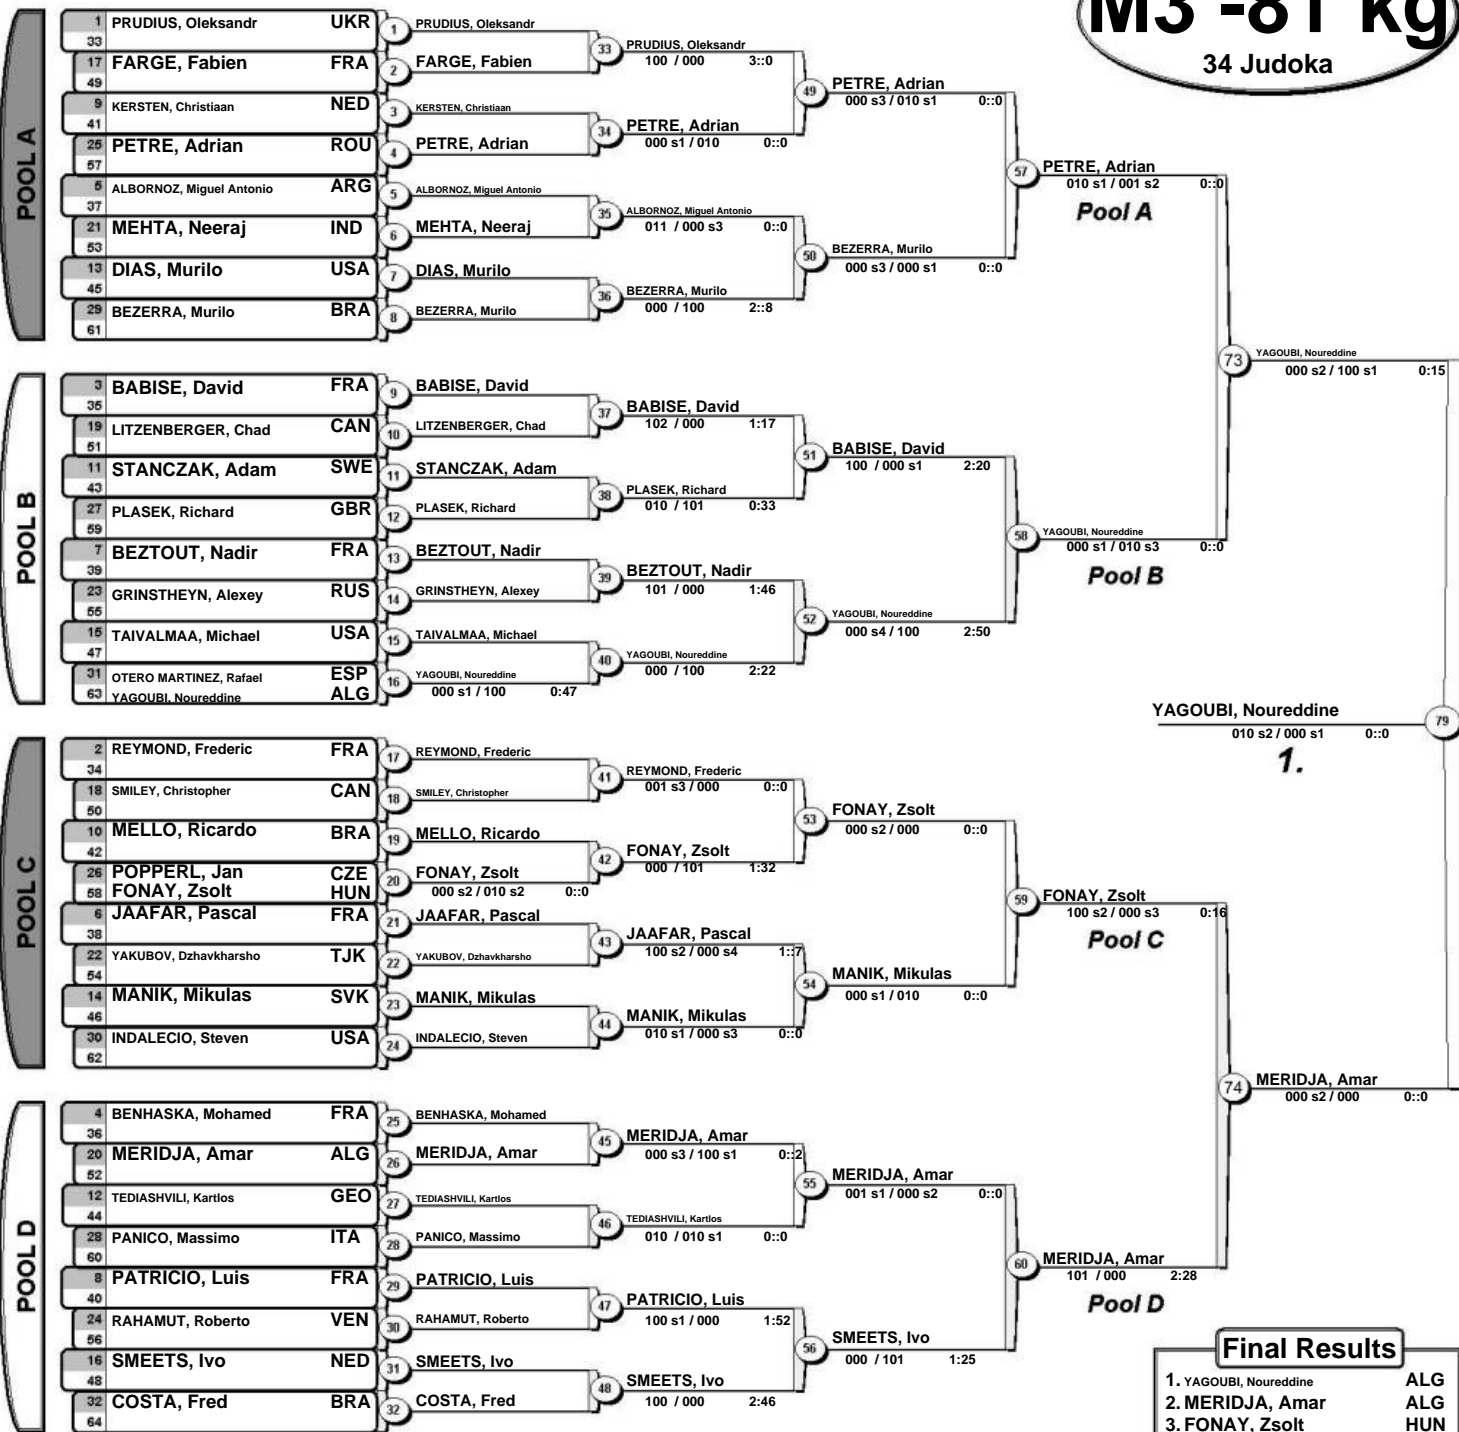 M3 -81 kg
34 Judoka
POOL A
1 PRUDIUS, Oleksandr UKR
33
17 FARGE, Fabien FRA
49
9 KERSTEN, Christiaan NED
41
25 PETRE, Adrian ROU
57
5 ALBORNOZ, Miguel Antonio ARG
37
21 MEHTA, Neeraj IND
53
13 DIAS, Murilo USA
45
29 BEZERRA, Murilo BRA
61
1 PRUDIUS, Oleksandr
2 FARGE, Fabien
3 KERSTEN, Christiaan
4 PETRE, Adrian
5 ALBORNOZ, Miguel Antonio
6 MEHTA, Neeraj
7 DIAS, Murilo
8 BEZERRA, Murilo
33 PRUDIUS, Oleksandr
100 / 000 3::0
34 PETRE, Adrian
000 s1 / 010 0::0
35 ALBORNOZ, Miguel Antonio
011 / 000 s3 0::0
36 BEZERRA, Murilo
000 / 100 2::8
49 PETRE, Adrian
000 s3 / 010 s1 0::0
50 BEZERRA, Murilo
000 s3 / 000 s1 0::0
57 PETRE, Adrian
010 s1 / 001 s2 0::0
Pool A
POOL B
3 BABISE, David FRA
35
19 LITZENBERGER, Chad CAN
51
11 STANCZAK, Adam SWE
43
27 PLASEK, Richard GBR
59
7 BEZTOUT, Nadir FRA
39
23 GRINSTHEYN, Alexey RUS
55
15 TAIVALMAA, Michael USA
47
31 OTERO MARTINEZ, Rafael ESP
63 YAGOUBI, Noureddine ALG
9 BABISE, David
10 LITZENBERGER, Chad
11 STANCZAK, Adam
12 PLASEK, Richard
13 BEZTOUT, Nadir
14 GRINSTHEYN, Alexey
15 TAIVALMAA, Michael
16 YAGOUBI, Noureddine
000 s1 / 100 0:47
37 BABISE, David
102 / 000 1:17
38 PLASEK, Richard
010 / 101 0:33
39 BEZTOUT, Nadir
101 / 000 1:46
40 YAGOUBI, Noureddine
000 / 100 2:22
51 BABISE, David
100 / 000 s1 2:20
52 YAGOUBI, Noureddine
000 s4 / 100 2:50
58 YAGOUBI, Noureddine
000 s1 / 010 s3 0::0
Pool B
73 YAGOUBI, Noureddine
000 s2 / 100 s1 0:15
YAGOUBI, Noureddine 79
010 s2 / 000 s1 0::0
1.
POOL C
2 REYMOND, Frederic FRA
34
18 SMILEY, Christopher CAN
50
10 MELLO, Ricardo BRA
42
26 POPPERL, Jan CZE
58 FONAY, Zsolt HUN
6 JAAFAR, Pascal FRA
38
22 YAKUBOV, Dzhavkharsho TJK
54
14 MANIK, Mikulas SVK
46
30 INDALECIO, Steven USA
62
17 REYMOND, Frederic
18 SMILEY, Christopher
19 MELLO, Ricardo
20 FONAY, Zsolt
000 s2 / 010 s2 0::0
21 JAAFAR, Pascal
22 YAKUBOV, Dzhavkharsho
23 MANIK, Mikulas
24 INDALECIO, Steven
41 REYMOND, Frederic
001 s3 / 000 0::0
42 FONAY, Zsolt
000 / 101 1:32
43 JAAFAR, Pascal
100 s2 / 000 s4 1::7
44 MANIK, Mikulas
010 s1 / 000 s3 0::0
53 FONAY, Zsolt
000 s2 / 000 0::0
54 MANIK, Mikulas
000 s1 / 010 0::0
59 FONAY, Zsolt
100 s2 / 000 s3 0:16
Pool C
POOL D
4 BENHASKA, Mohamed FRA
36
20 MERIDJA, Amar ALG
52
12 TEDIASHVILI, Kartlos GEO
44
28 PANICO, Massimo ITA
60
8 PATRICIO, Luis FRA
40
24 RAHAMUT, Roberto VEN
56
16 SMEETS, Ivo NED
48
32 COSTA, Fred BRA
64
25 BENHASKA, Mohamed
26 MERIDJA, Amar
27 TEDIASHVILI, Kartlos
28 PANICO, Massimo
29 PATRICIO, Luis
30 RAHAMUT, Roberto
31 SMEETS, Ivo
32 COSTA, Fred
45 MERIDJA, Amar
000 s3 / 100 s1 0::2
46 TEDIASHVILI, Kartlos
010 / 010 s1 0::0
47 PATRICIO, Luis
100 s1 / 000 1:52
48 SMEETS, Ivo
100 / 000 2:46
55 MERIDJA, Amar
001 s1 / 000 s2 0::0
56 SMEETS, Ivo
000 / 101 1:25
60 MERIDJA, Amar
101 / 000 2:28
Pool D
74 MERIDJA, Amar
000 s2 / 000 0::0
Final Results
1. YAGOUBI, Noureddine ALG
2. MERIDJA, Amar ALG
3. FONAY, Zsolt HUN